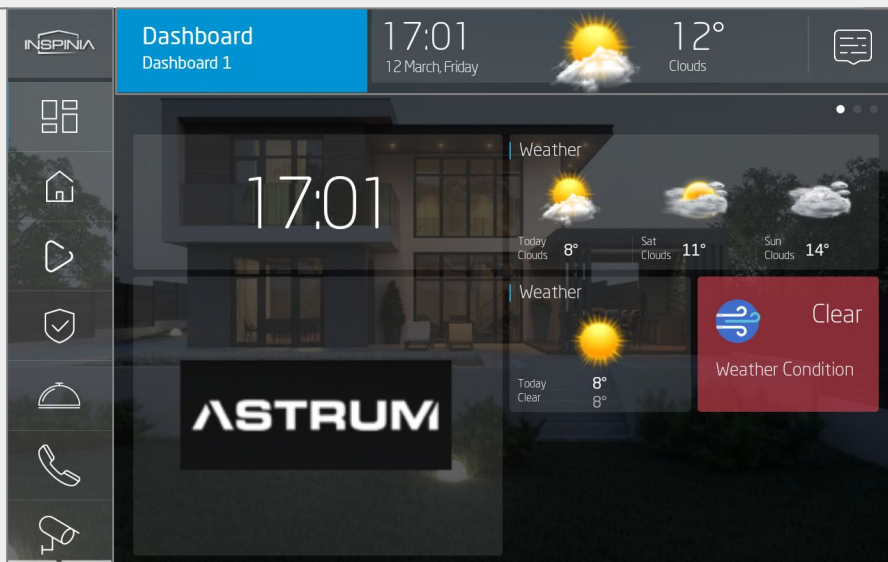 INSPINIA
Dashboard
Dashboard 1
17:01
12 March, Friday
12°
Clouds
17:01
Weather
Today
Clouds
8°
Sat
Clouds
11°
Sun
Clouds
14°
Weather
Today
Clear
8°
8°
Clear
Weather Condition
ASTRUM